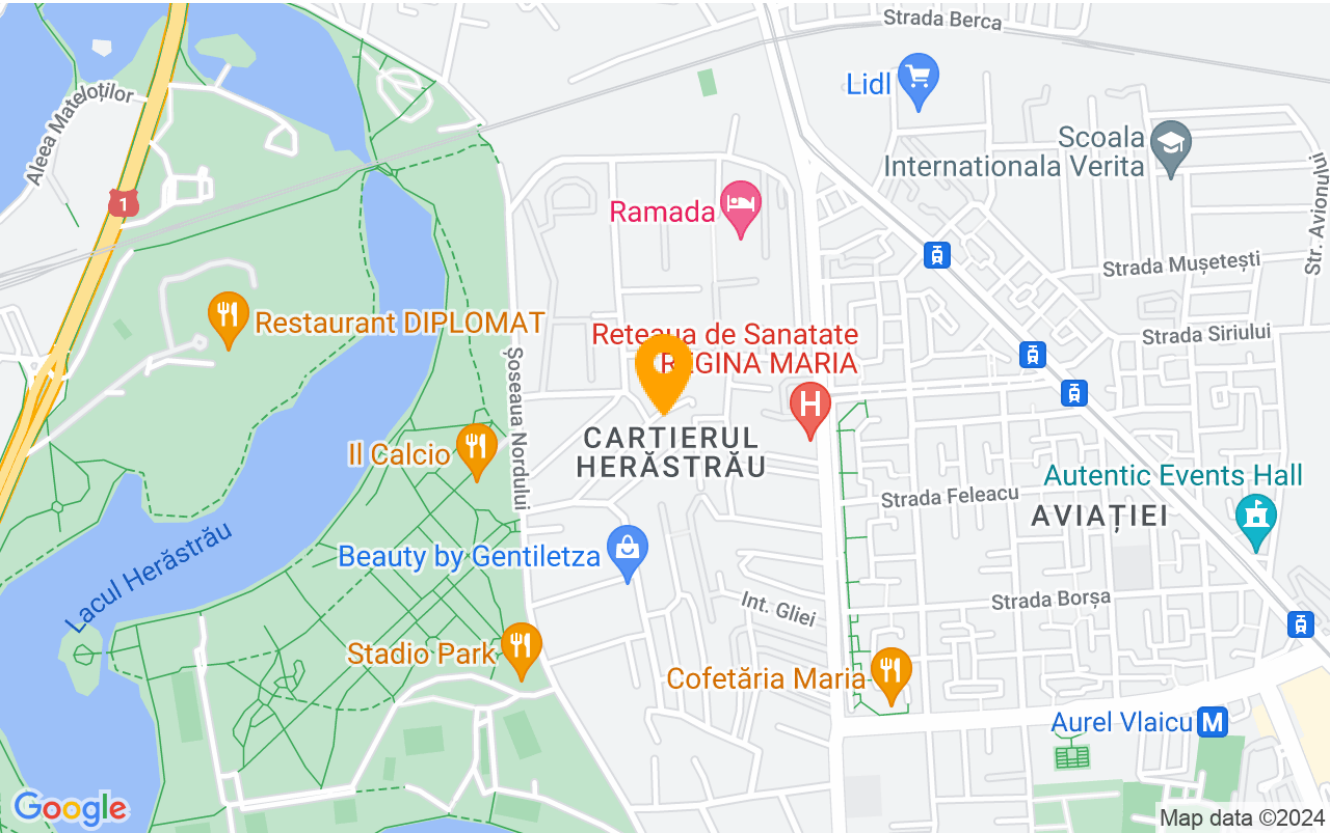 Strada Berca
Lidl
Aleea Mateloților
Scoala
Internationala Verita
1
Ramada
Str. Avionului
Strada Mușetești
Restaurant DIPLOMAT
Reteaua de Sanatate
REGINA MARIA
Strada Siriului
Șoseaua Nordului
H
CARTIERUL
HERĂSTRĂU
Il Calcio
Autentic Events Hall
Strada Feleacu
AVIAȚIEI
Lacul Herăstrău
Beauty by Gentiletza
Int. Gliei
Strada Borșa
Stadio Park
Cofetăria Maria
Aurel Vlaicu M
Google
Map data ©2024